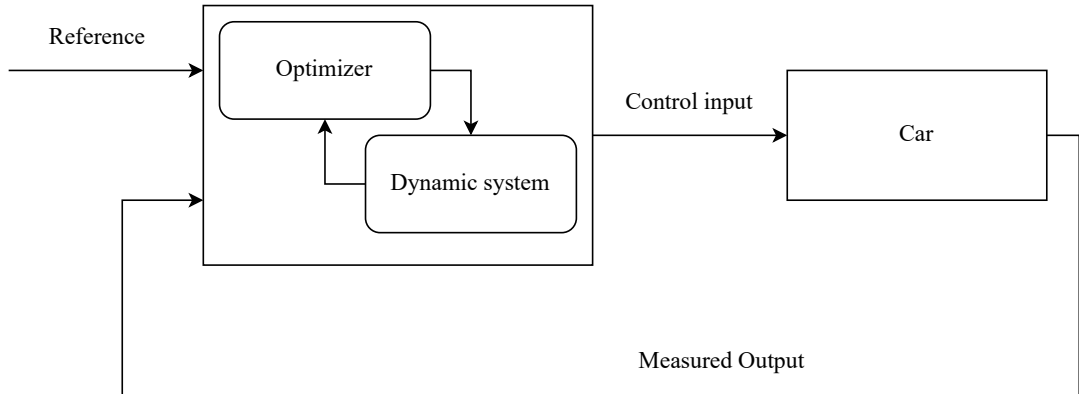 Reference
Optimizer
Control input
Car
Dynamic system
Measured Output